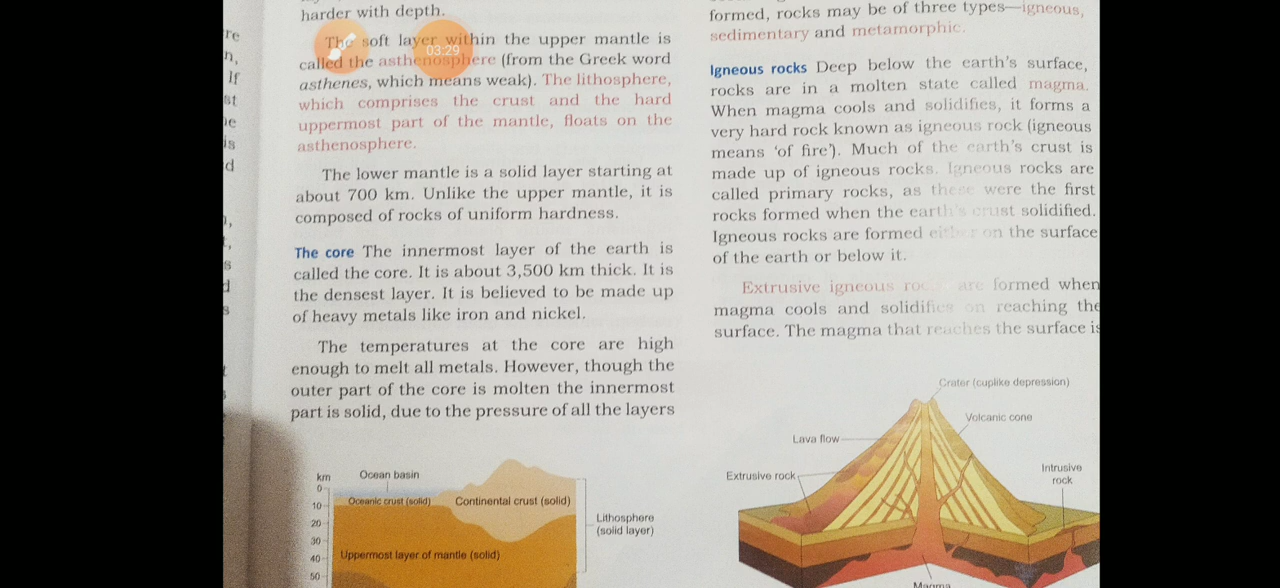 harder with depth.
The soft layer within the upper mantle is
called the asthenosphere (from the Greek word
asthenes, which means weak). The lithosphere,
which comprises the crust and the hard
uppermost part of the mantle, floats on the
asthenosphere.
The lower mantle is a solid layer starting at
about 700 km. Unlike the upper mantle, it is
composed of rocks of uniform hardness.
The core The innermost layer of the earth is
called the core. It is about 3,500 km thick. It is
the densest layer. It is believed to be made up
of heavy metals like iron and nickel.
The temperatures at the core are high
enough to melt all metals. However, though the
outer part of the core is molten the innermost
part is solid, due to the pressure of all the layers
km
0
10
20
30
40
50
Ocean basin
Oceanic crust (solid)
Continental crust (solid)
Uppermost layer of mantle (solid)
Lithosphere
(solid layer)
formed, rocks may be of three types—igneous,
sedimentary and metamorphic.
Igneous rocks Deep below the earth's surface,
rocks are in a molten state called magma.
When magma cools and solidifies, it forms a
very hard rock known as igneous rock (igneous
means 'of fire'). Much of the earth's crust is
made up of igneous rocks. Igneous rocks are
called primary rocks, as these were the first
rocks formed when the earth's crust solidified.
Igneous rocks are formed either on the surface
of the earth or below it.
Extrusive igneous rocks are formed when
magma cools and solidifies on reaching the
surface. The magma that reaches the surface is
Crater (cuplike depression)
Volcanic cone
Lava flow
Extrusive rock
Intrusive
rock
Magma
03:29